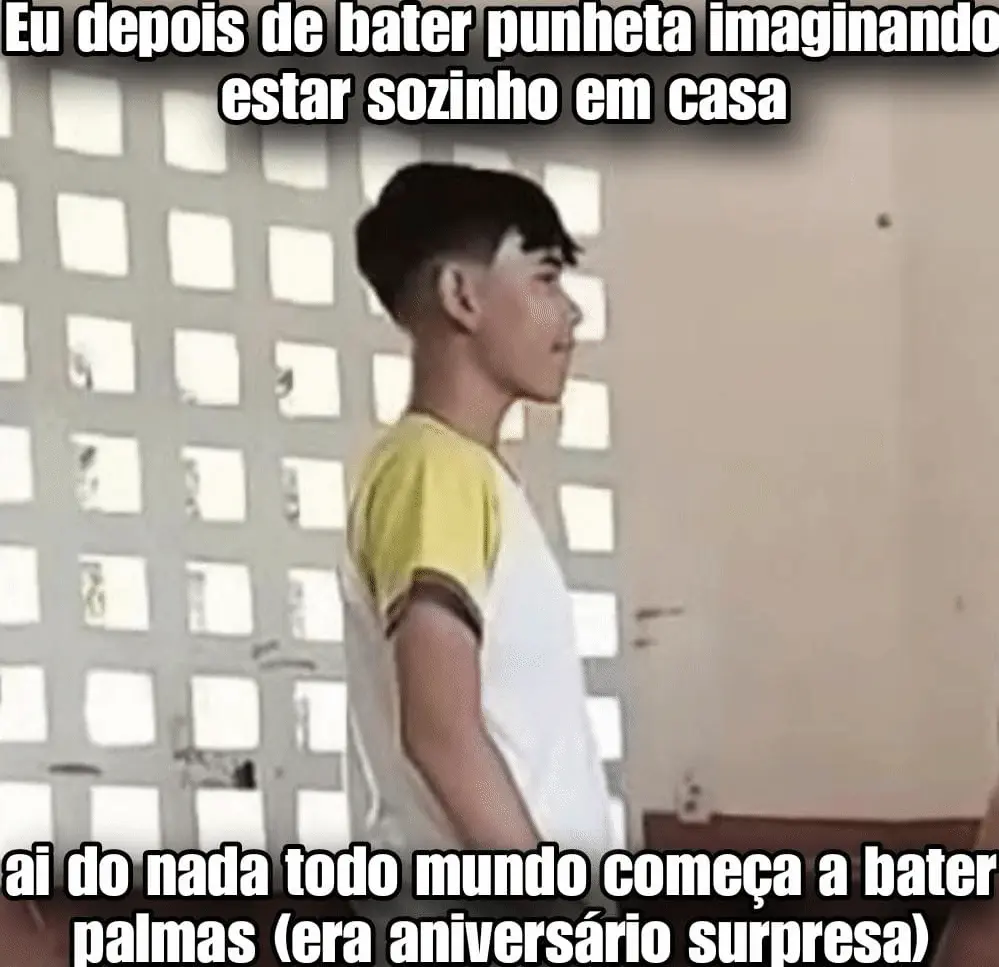 Eu depois de bater punheta imaginando
estar sozinho em casa
ai do nada todo mundo começa a bater
palmas (era aniversário surpresa)